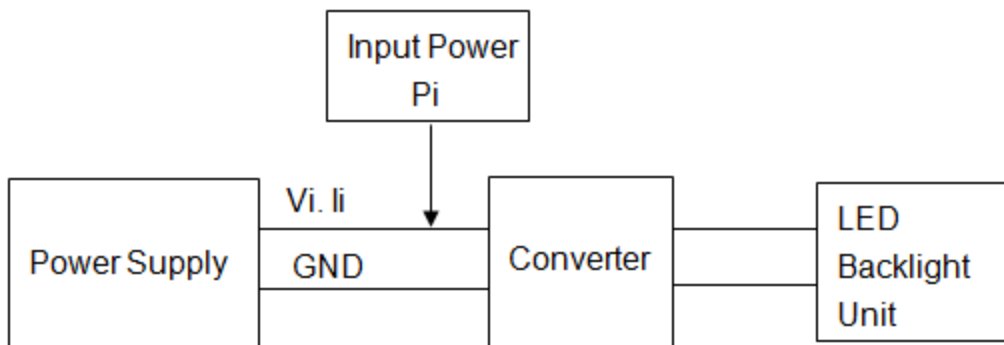 Input Power
Pi
Vi. Ii
Power Supply
GND
Converter
LED
Backlight
Unit